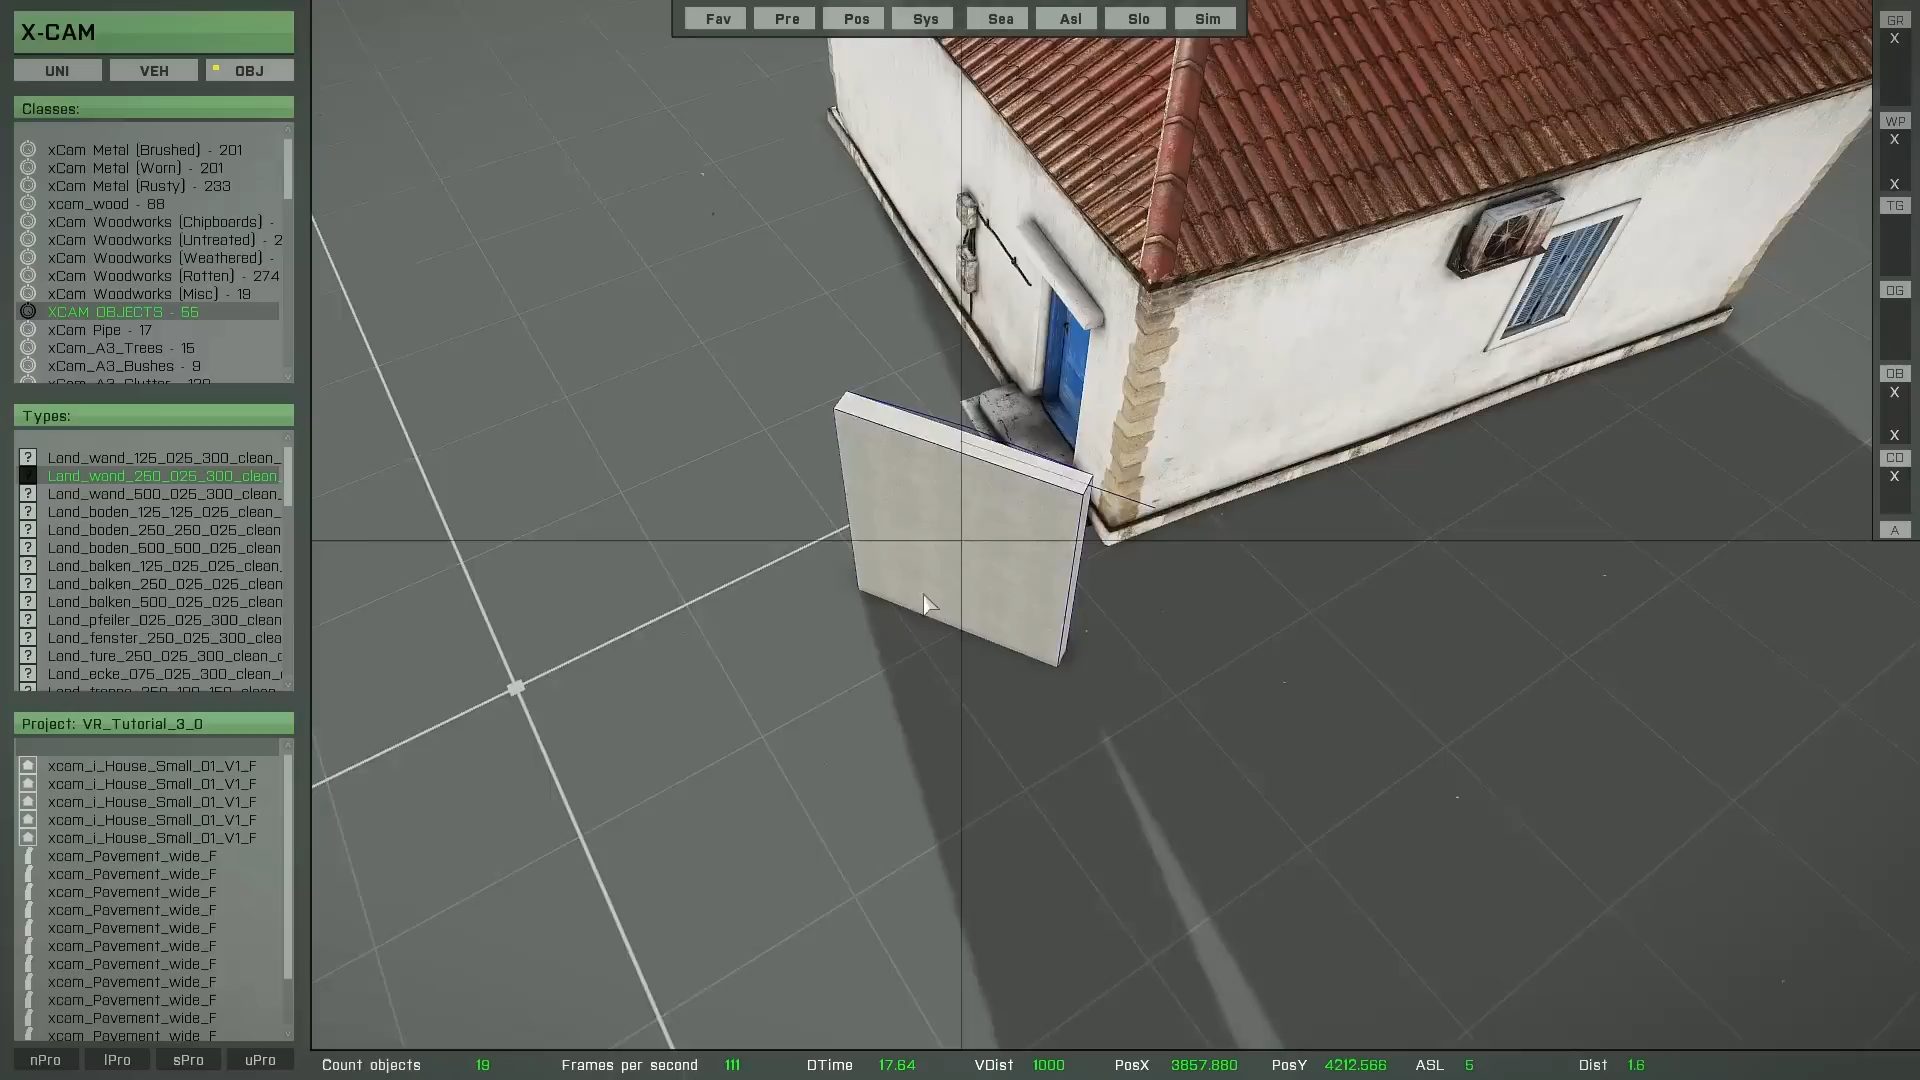 X-CAM
UNI VEH OBJ
Classes:
xCam Metal (Brushed) - 201
xCam Metal (Worn) - 201
xCam Metal (Rusty) - 233
xcam_wood - 88
xCam Woodworks (Chipboards) -
xCam Woodworks (Untreated) - 2
xCam Woodworks (Weathered) -
xCam Woodworks (Rotten) - 274
xCam Woodworks (Misc) - 19
XCAM OBJECTS - 55
xCam Pipe - 17
xCam_A3_Trees - 15
xCam_A3_Bushes - 9
xCam_A3_Clutter - 120
Types:
Land_wand_125_025_300_clean_
Land_wand_250_025_300_clean_
Land_wand_500_025_300_clean_
Land_boden_125_125_025_clean_
Land_boden_250_250_025_clean
Land_boden_500_500_025_clean
Land_balken_125_025_025_clean
Land_balken_250_025_025_clean
Land_balken_500_025_025_clean
Land_pfeiler_025_025_300_clean
Land_fenster_250_025_300_clea
Land_ture_250_025_300_clean_c
Land_ecke_075_025_300_clean_
Land_treppe_250_100_150_clean
Project: VR_Tutorial_3_0
xcam_i_House_Small_01_V1_F
xcam_i_House_Small_01_V1_F
xcam_i_House_Small_01_V1_F
xcam_i_House_Small_01_V1_F
xcam_i_House_Small_01_V1_F
xcam_Pavement_wide_F
xcam_Pavement_wide_F
xcam_Pavement_wide_F
xcam_Pavement_wide_F
xcam_Pavement_wide_F
xcam_Pavement_wide_F
xcam_Pavement_wide_F
xcam_Pavement_wide_F
xcam_Pavement_wide_F
xcam_Pavement_wide_F
xcam_Pavement_wide_F
nPro lPro sPro uPro
Fav Pre Pos Sys Sea Asl Slo Sim
GR
X
WP
X
X
TG
OG
OB
X
X
CO
X
A
Count objects 19 Frames per second 111 DTime 17.64 VDist 1000 PosX 3857.880 PosY 4212.566 ASL 5 Dist 1.6